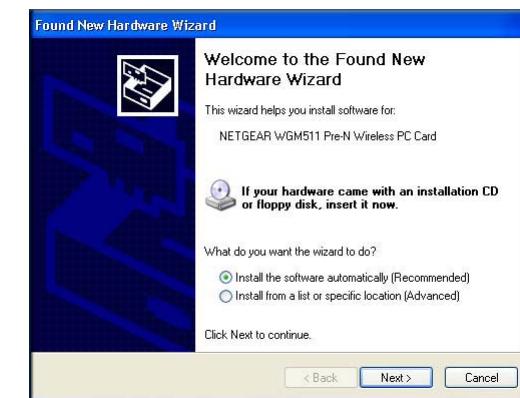 Found New Hardware Wizard
Welcome to the Found New
Hardware Wizard
This wizard helps you install software for:
NETGEAR WGM511 Pre-N Wireless PC Card
If your hardware came with an installation CD
or floppy disk, insert it now.
What do you want the wizard to do?
Install the software automatically (Recommended)
Install from a list or specific location (Advanced)
Click Next to continue.
< Back Next > Cancel